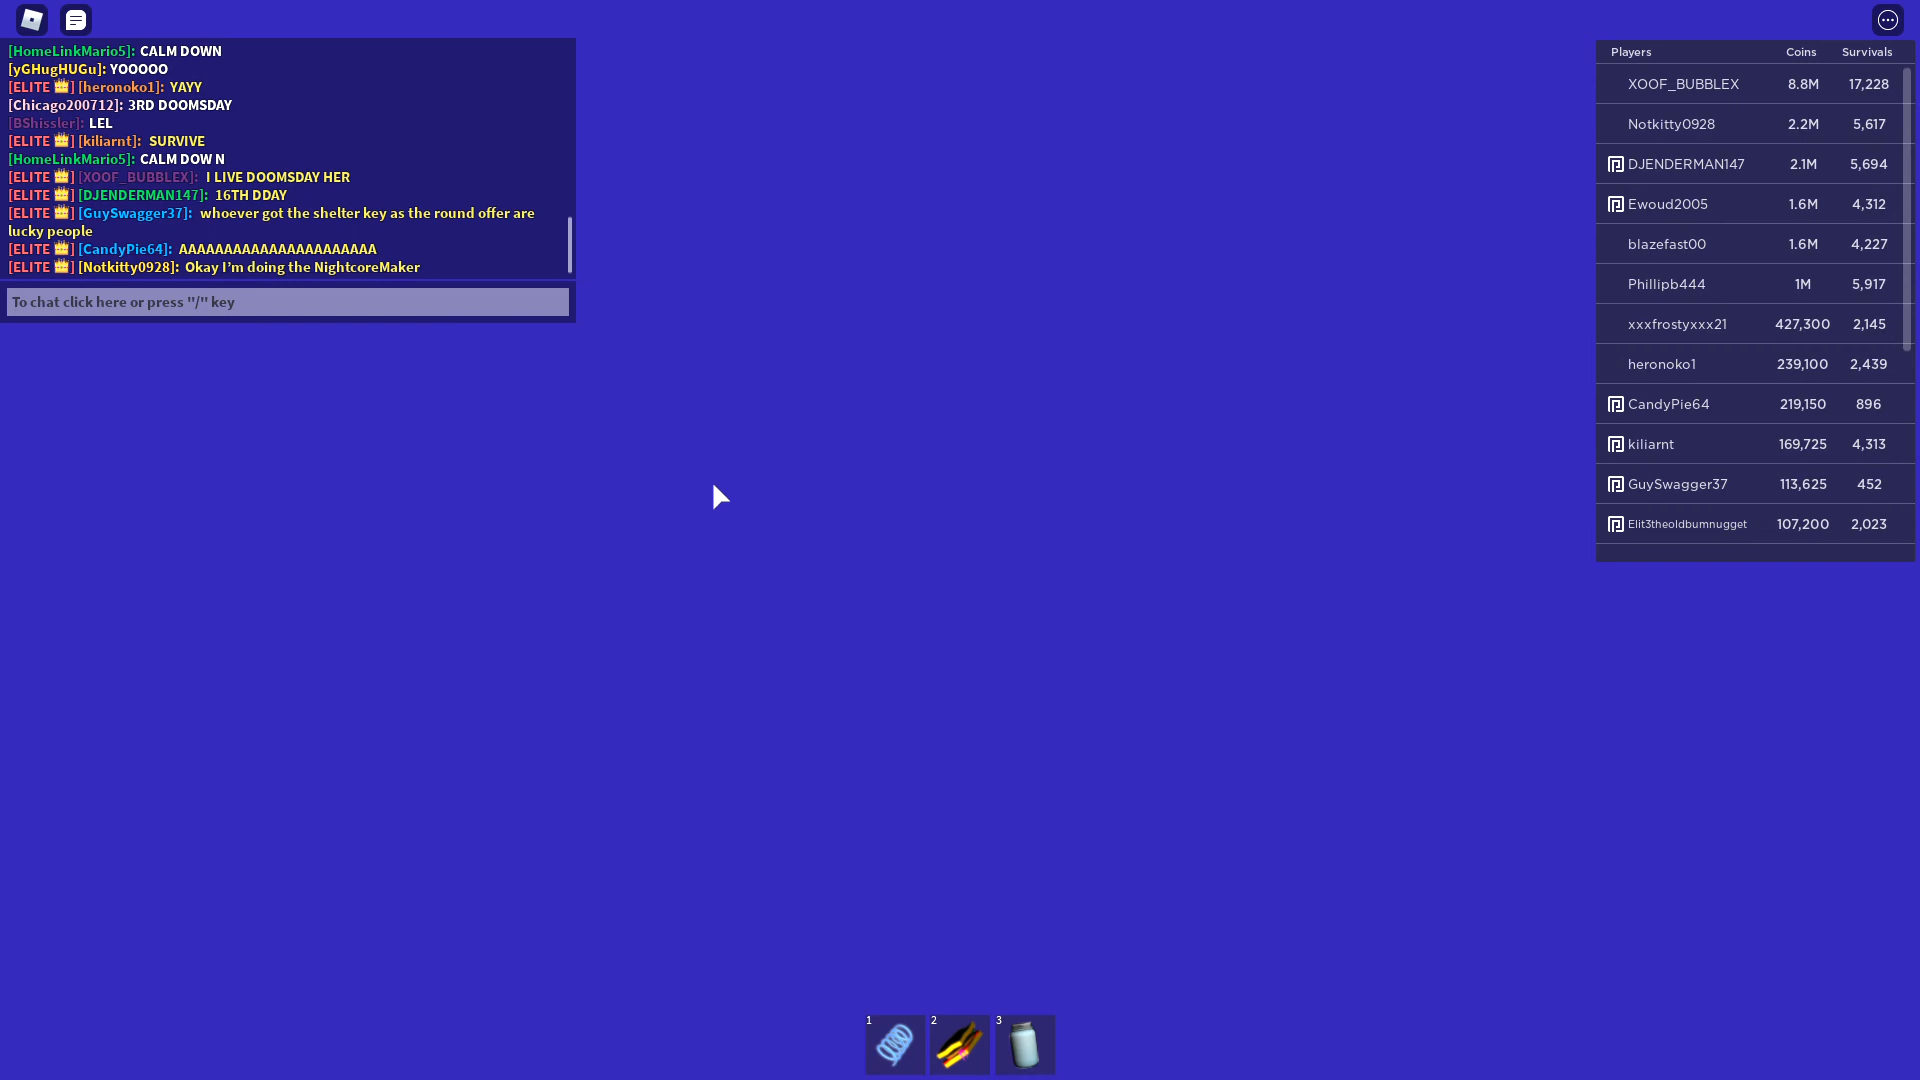 [HomeLinkMario5]: CALM DOWN
[yGHugHUGu]: YOOOOO
[ELITE 👑] [heronoko1]: YAYY
[Chicago200712]: 3RD DOOMSDAY
[BShissler]: LEL
[ELITE 👑] [kiliarnt]: SURVIVE
[HomeLinkMario5]: CALM DOW N
[ELITE 👑] [XOOF_BUBBLEX]: I LIVE DOOMSDAY HER
[ELITE 👑] [DJENDERMAN147]: 16TH DDAY
[ELITE 👑] [GuySwagger37]: whoever got the shelter key as the round offer are
lucky people
[ELITE 👑] [CandyPie64]: AAAAAAAAAAAAAAAAAAAAAA
[ELITE 👑] [Notkitty0928]: Okay I'm doing the NightcoreMaker
To chat click here or press "/" key
Players Coins Survivals
XOOF_BUBBLEX 8.8M 17,228
Notkitty0928 2.2M 5,617
DJENDERMAN147 2.1M 5,694
Ewoud2005 1.6M 4,312
blazefast00 1.6M 4,227
Phillipb444 1M 5,917
xxxfrostyxxx21 427,300 2,145
heronoko1 239,100 2,439
CandyPie64 219,150 896
kiliarnt 169,725 4,313
GuySwagger37 113,625 452
Elit3theoldbumnugget 107,200 2,023
1 2 3